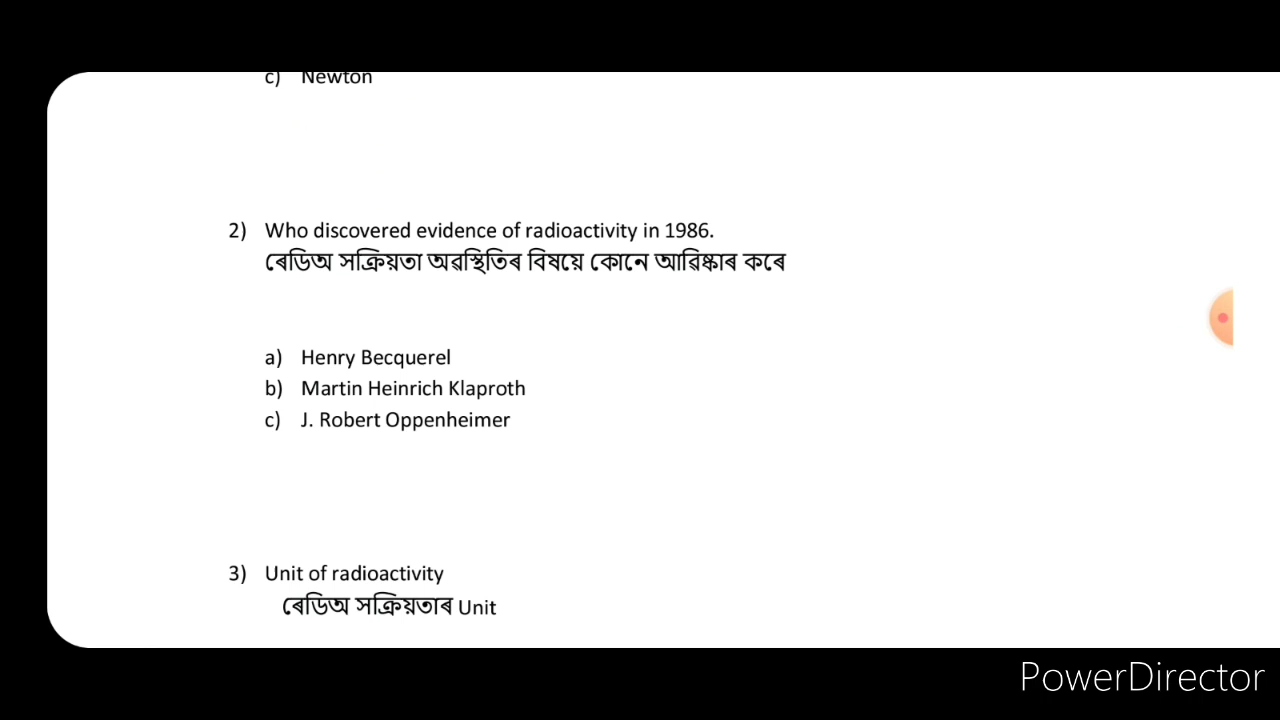 c) Newton
2) Who discovered evidence of radioactivity in 1986.
ৰেডিঅ সক্ৰিয়তা অৱস্থিতিৰ বিষয়ে কোনে আৱিষ্কাৰ কৰে
a) Henry Becquerel
b) Martin Heinrich Klaproth
c) J. Robert Oppenheimer
3) Unit of radioactivity
ৰেডিঅ সক্ৰিয়তাৰ Unit
PowerDirector